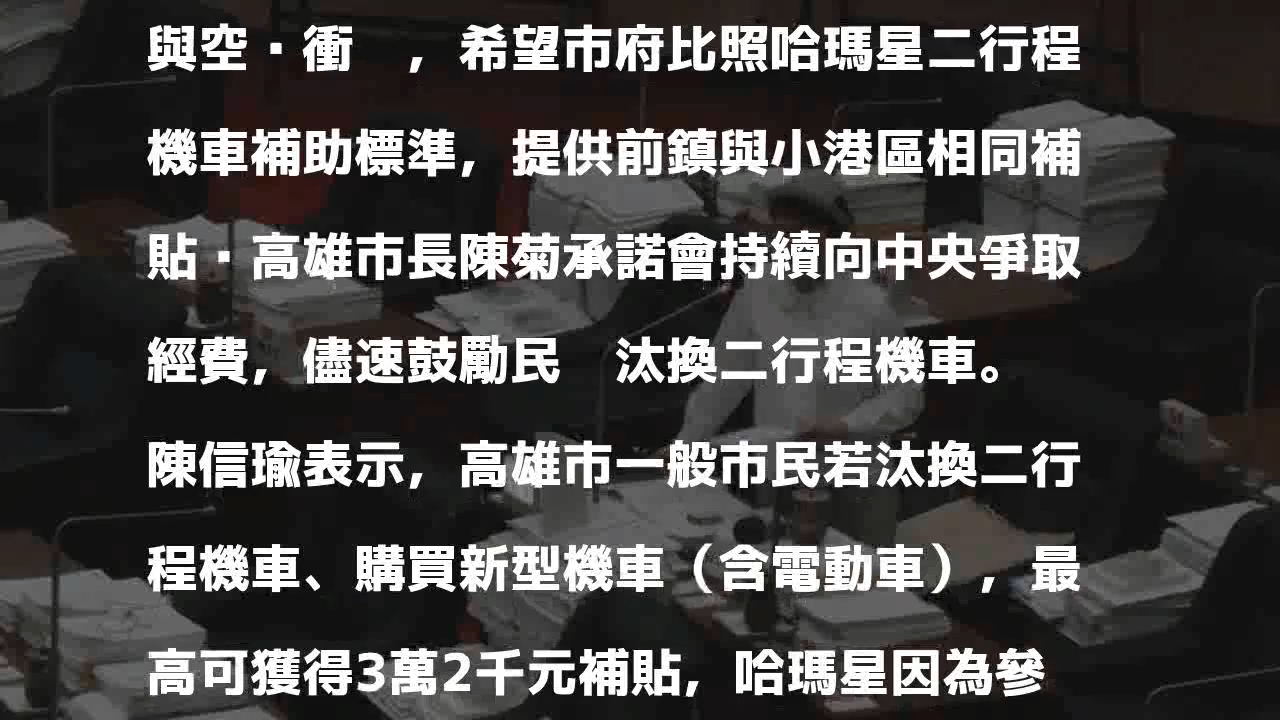 與空·衝　，希望市府比照哈瑪星二行程
機車補助標準，提供前鎮與小港區相同補
貼·高雄市長陳菊承諾會持續向中央爭取
經費，儘速鼓勵民　汰換二行程機車。
陳信瑜表示，高雄市一般市民若汰換二行
程機車、購買新型機車（含電動車），最
高可獲得3萬2千元補貼，哈瑪星因為參